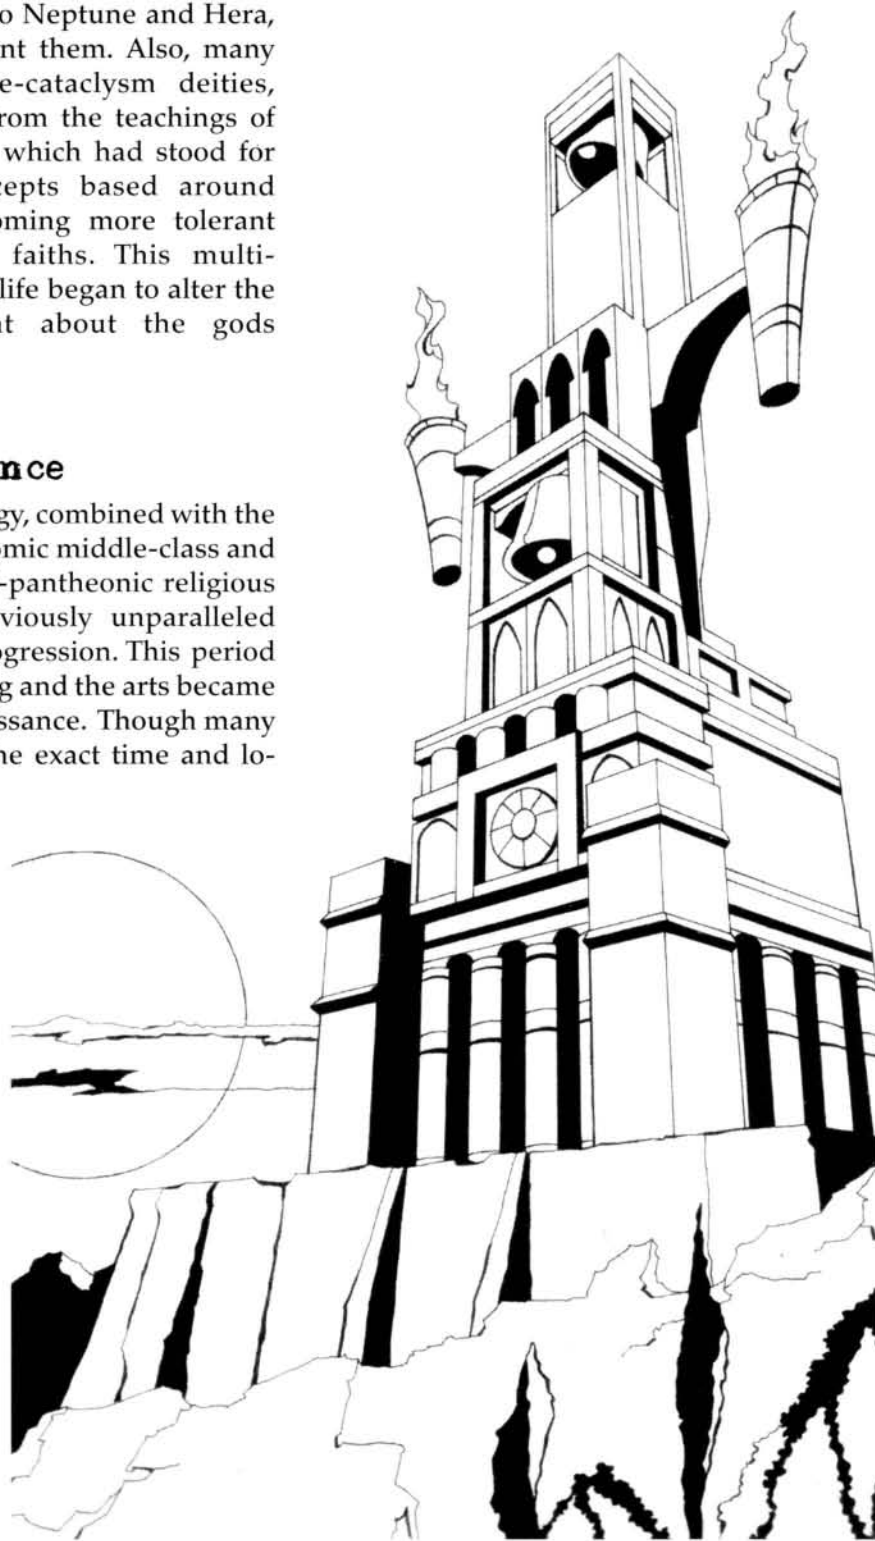 o Neptune and Hera,
nt them. Also, many
e-cataclysm deities,
rom the teachings of
which had stood for
cepts based around
oming more tolerant
faiths. This multi-
life began to alter the
nt about the gods
nce
gy, combined with the
omic middle-class and
-pantheonic religious
viously unparalleled
ogression. This period
g and the arts became
ssance. Though many
ne exact time and lo-